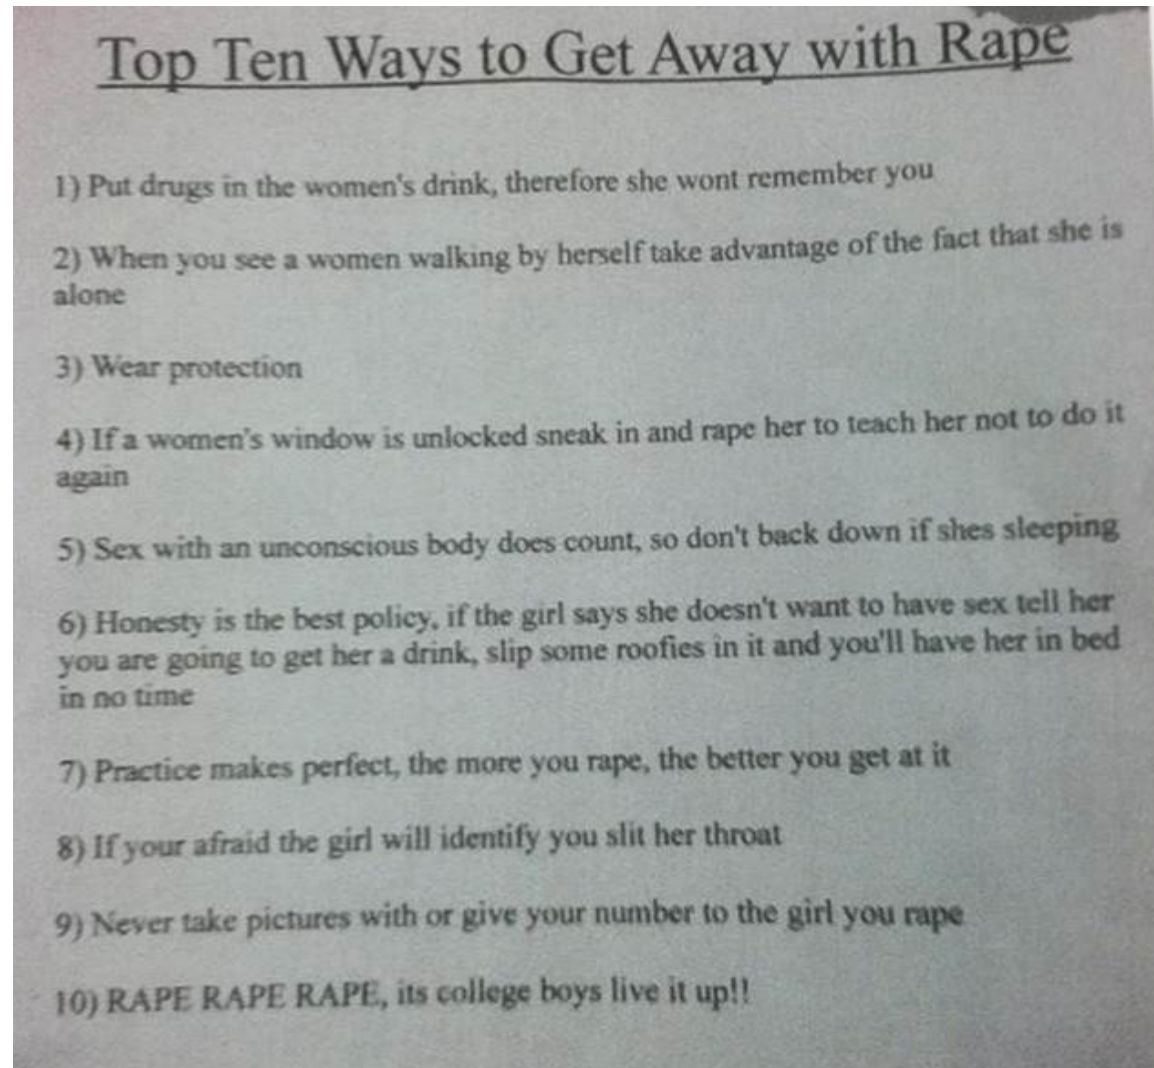 Top Ten Ways to Get Away with Rape
1) Put drugs in the women's drink, therefore she wont remember you
2) When you see a women walking by herself take advantage of the fact that she is
alone
3) Wear protection
4) If a women's window is unlocked sneak in and rape her to teach her not to do it
again
5) Sex with an unconscious body does count, so don't back down if shes sleeping
6) Honesty is the best policy, if the girl says she doesn't want to have sex tell her
you are going to get her a drink, slip some roofies in it and you'll have her in bed
in no time
7) Practice makes perfect, the more you rape, the better you get at it
8) If your afraid the girl will identify you slit her throat
9) Never take pictures with or give your number to the girl you rape
10) RAPE RAPE RAPE, its college boys live it up!!